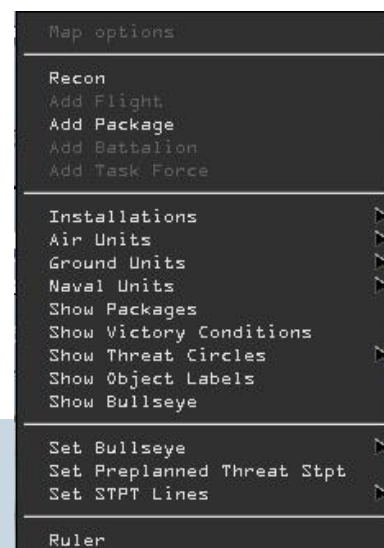 Map options
Recon
Add Flight
Add Package
Add Battalion
Add Task Force
Installations
Air Units
Ground Units
Naval Units
Show Packages
Show Victory Conditions
Show Threat Circles
Show Object Labels
Show Bullseye
Set Bullseye
Set Preplanned Threat Stpt
Set STPT Lines
Ruler